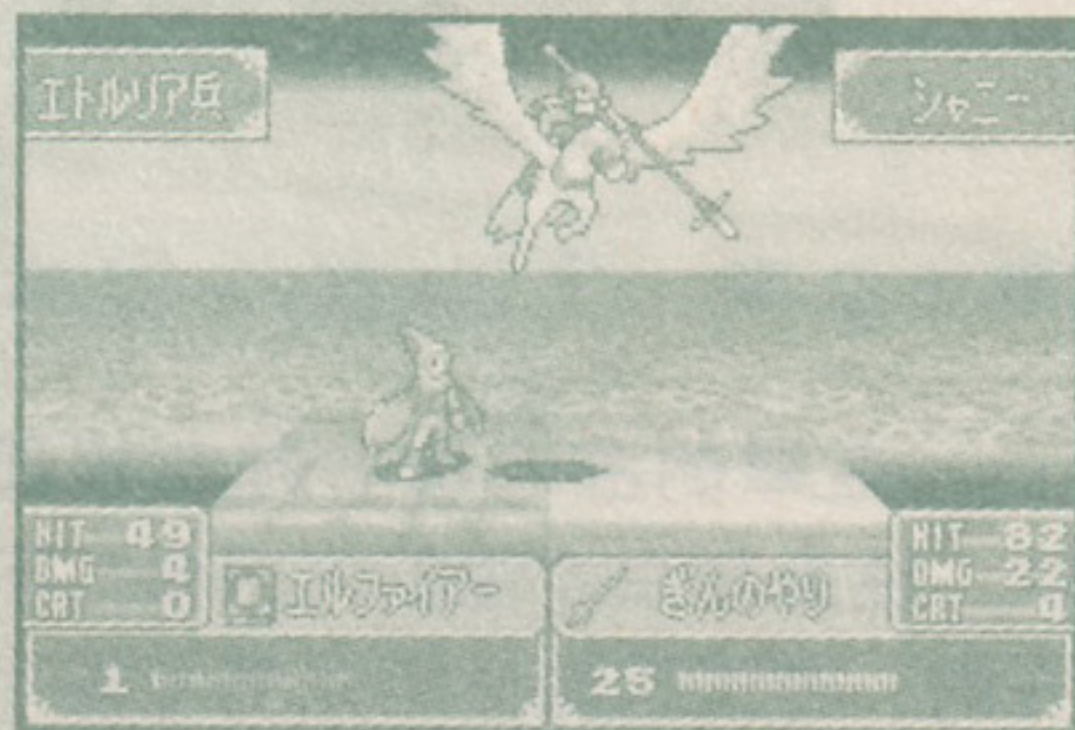 エトルリア兵
シャニー
HIT 49
DMG 4
CRT 0
エルファイアー
ぎんのやり
HIT 82
DMG 22
CRT 4
1
25